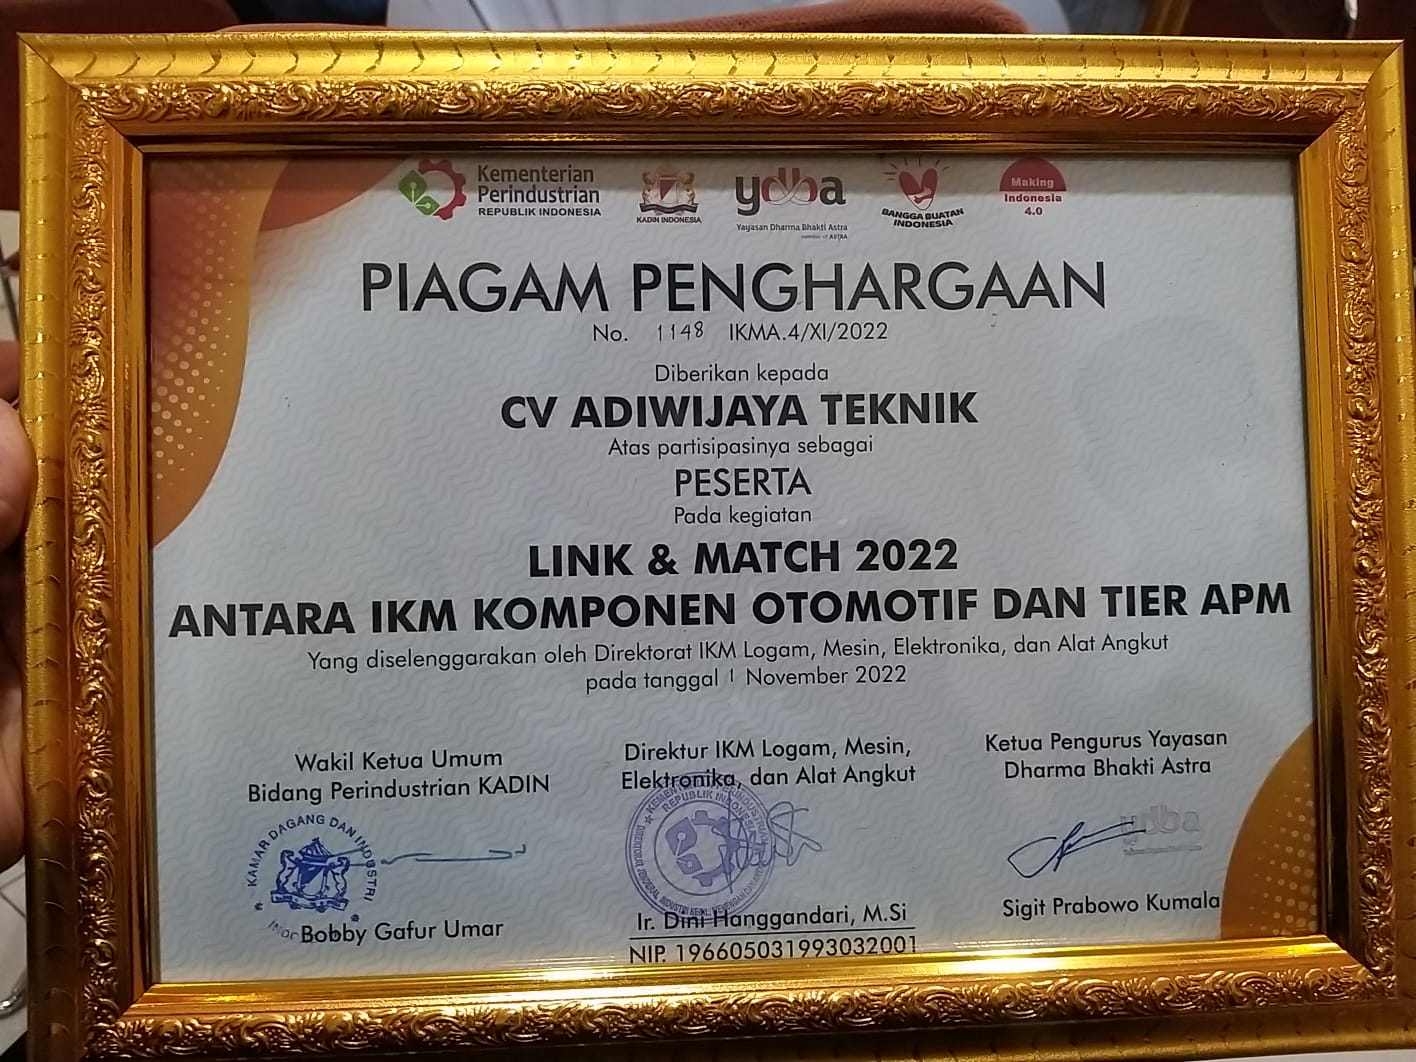 Kementerian
Perindustrian
REPUBLIK INDONESIA
KADIN INDONESIA
ydba
Yayasan Dharma Bhakti Astra
member of ASTRA
BANGGA BUATAN
INDONESIA
Making
Indonesia
4.0
PIAGAM PENGHARGAAN
No. 1148 IKMA.4/XI/2022
Diberikan kepada
CV ADIWIJAYA TEKNIK
Atas partisipasinya sebagai
PESERTA
Pada kegiatan
LINK & MATCH 2022
ANTARA IKM KOMPONEN OTOMOTIF DAN TIER APM
Yang diselenggarakan oleh Direktorat IKM Logam, Mesin, Elektronika, dan Alat Angkut
pada tanggal 1 November 2022
Wakil Ketua Umum
Bidang Perindustrian KADIN
KAMAR DAGANG DAN INDUSTRI
Bobby Gafur Umar
Direktur IKM Logam, Mesin,
Elektronika, dan Alat Angkut
REPUBLIK INDONESIA
Ir. Dini Hanggandari, M.Si
NIP. 196605031993032001
Ketua Pengurus Yayasan
Dharma Bhakti Astra
ydba
Sigit Prabowo Kumala